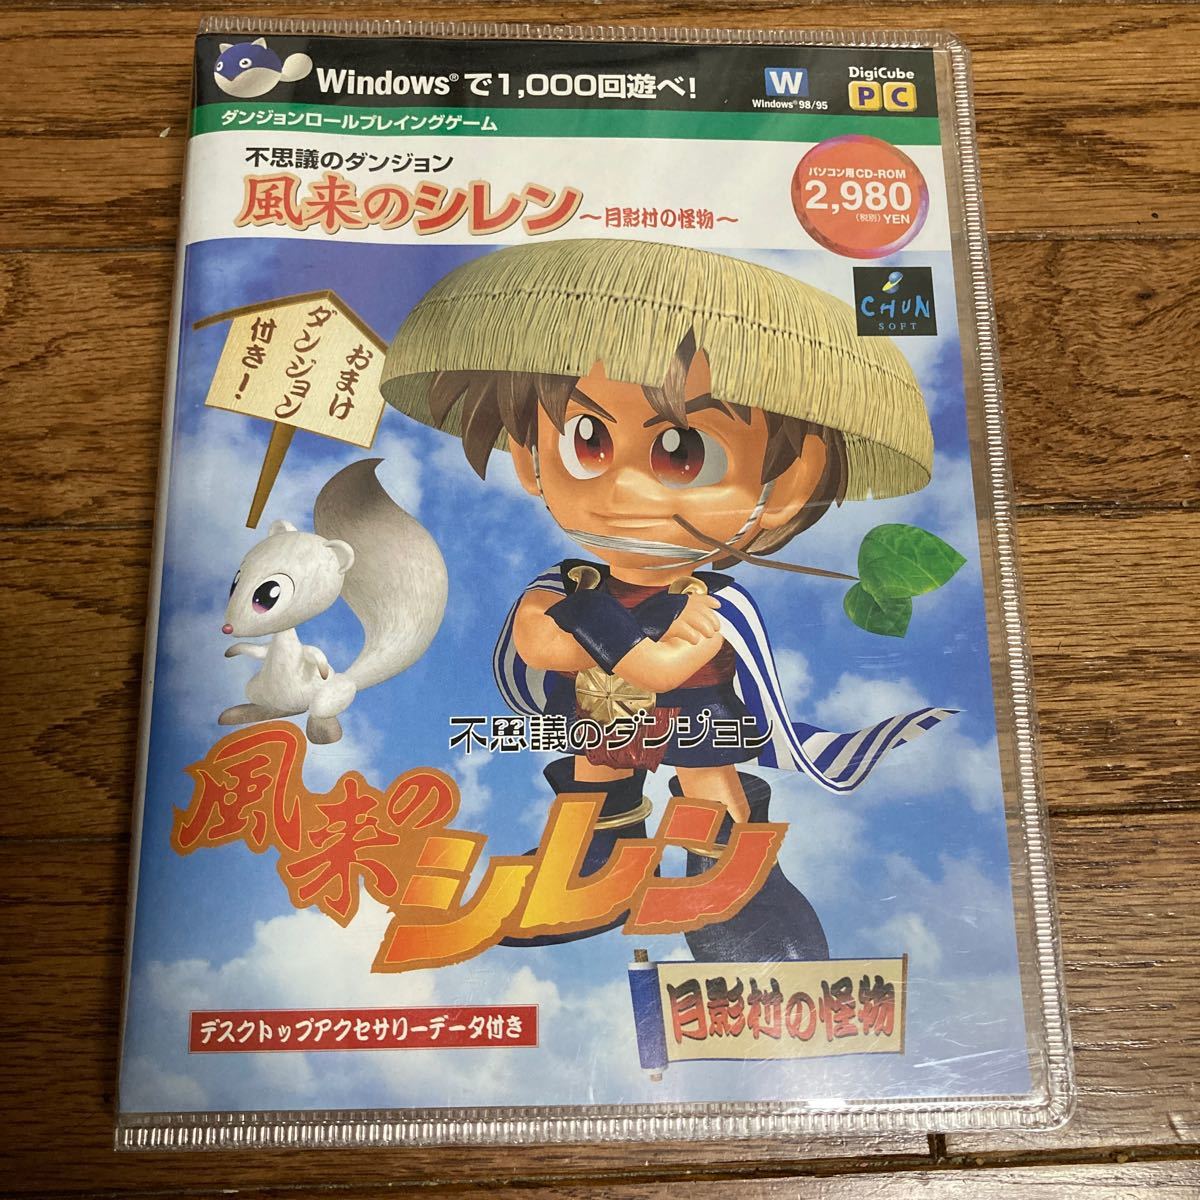 Windows®で1,000回遊べ!
W
Windows® 98/95
DigiCube
PC
ダンジョンロールプレイングゲーム
不思議のダンジョン
風来のシレン~月影村の怪物~
パソコン用CD-ROM
2,980
(税別)YEN
CHUN
SOFT
おまけ
ダンジョン
付き!
不思議のダンジョン
風来のシレン
月影村の怪物
デスクトップアクセサリーデータ付き